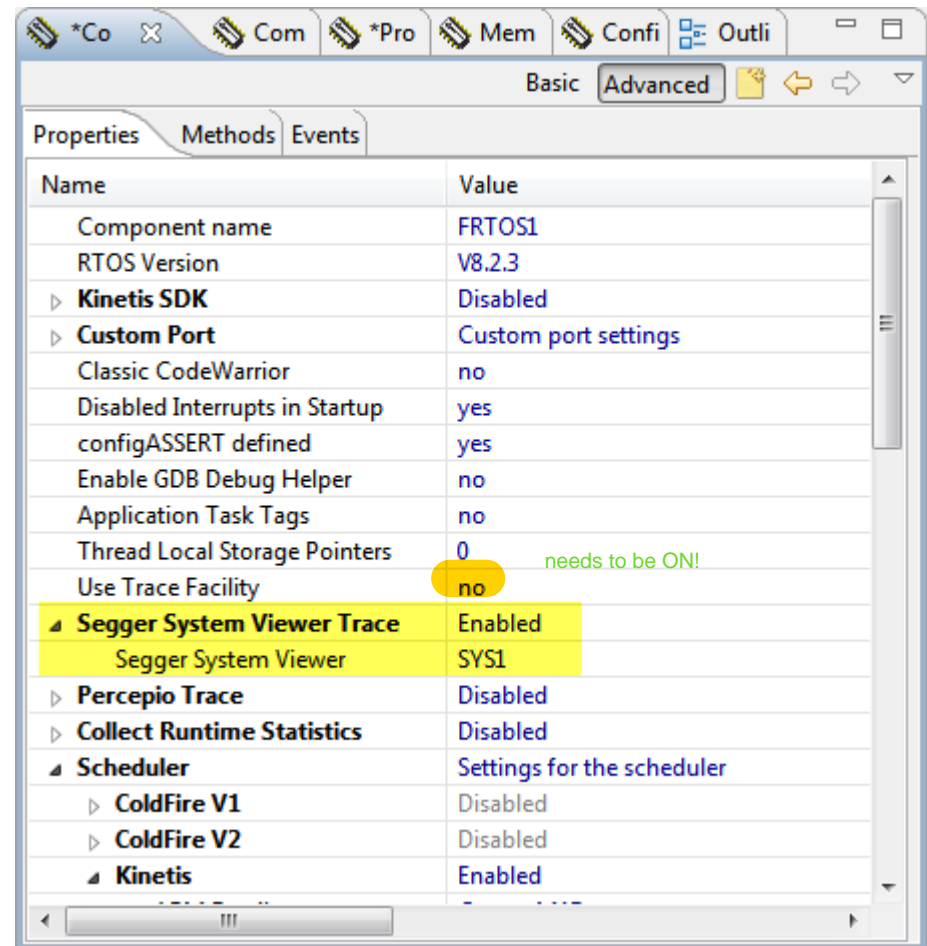 *Co Com *Pro Mem Confi Outli
Basic Advanced
Properties Methods Events
Name Value
Component name FRTOS1
RTOS Version V8.2.3
Kinetis SDK Disabled
Custom Port Custom port settings
Classic CodeWarrior no
Disabled Interrupts in Startup yes
configASSERT defined yes
Enable GDB Debug Helper no
Application Task Tags no
Thread Local Storage Pointers 0
needs to be ON!
Use Trace Facility no
Segger System Viewer Trace Enabled
Segger System Viewer SYS1
Percepio Trace Disabled
Collect Runtime Statistics Disabled
Scheduler Settings for the scheduler
ColdFire V1 Disabled
ColdFire V2 Disabled
Kinetis Enabled